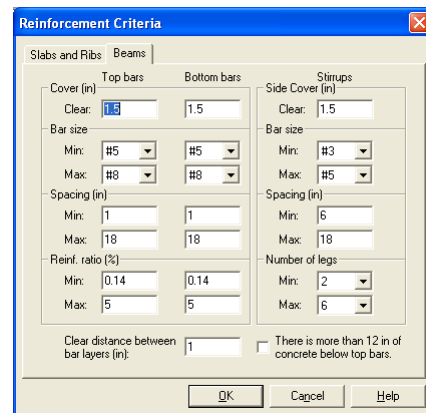 Reinforcement Criteria
Slabs and Ribs Beams
Top bars Bottom bars Stirrups
Cover (in) Side Cover (in)
Clear: 1.5 1.5 Clear: 1.5
Bar size Bar size
Min: #5 #5 Min: #3
Max: #8 #8 Max: #5
Spacing (in) Spacing (in)
Min: 1 1 Min: 6
Max: 18 18 Max: 18
Reinf. ratio (%) Number of legs
Min: 0.14 0.14 Min: 2
Max: 5 5 Max: 6
Clear distance between There is more than 12 in of
bar layers (in): 1 concrete below top bars.
OK Cancel Help